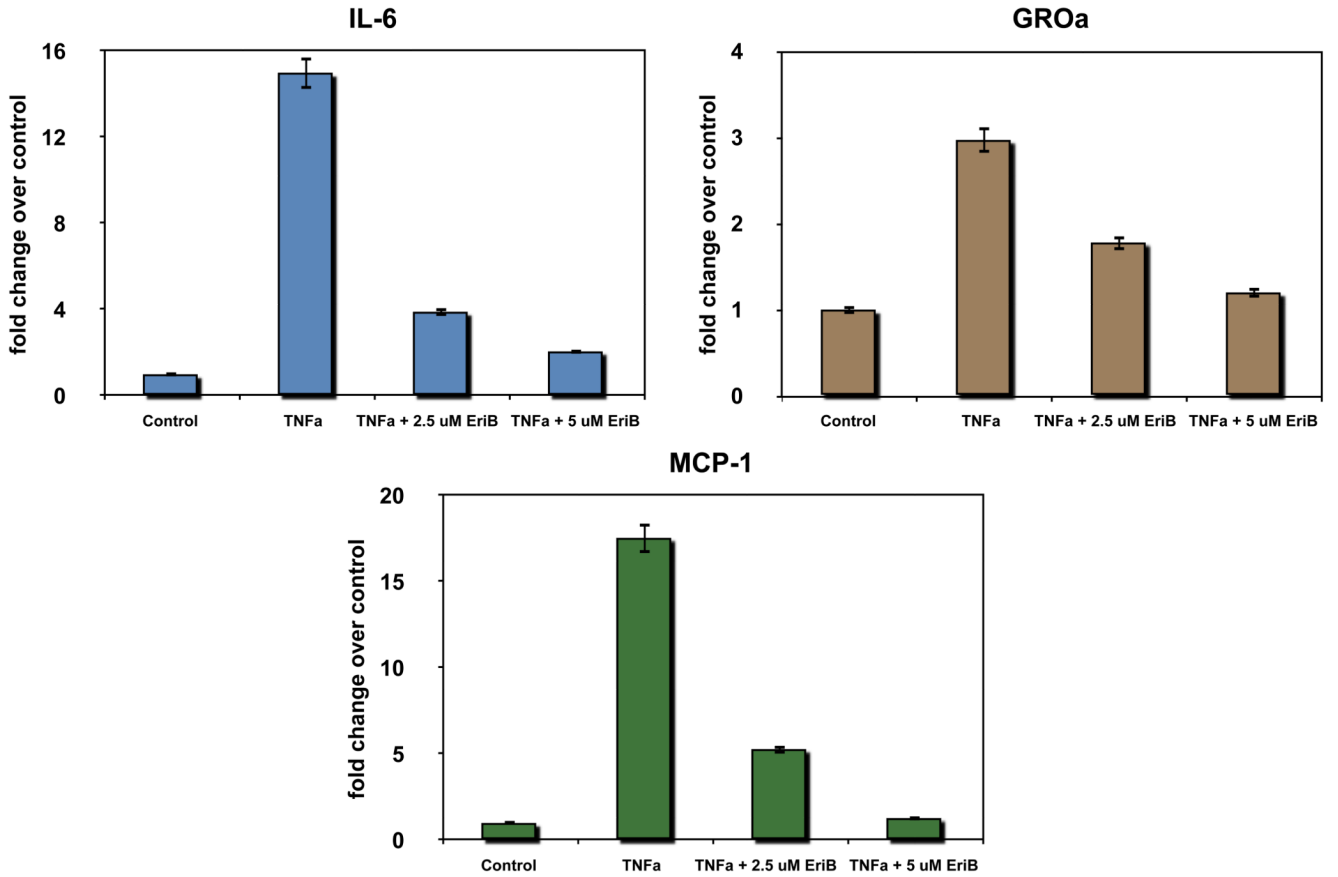 IL-6
fold change over control
16
12
8
4
0
Control TNFa TNFa + 2.5 uM EriB TNFa + 5 uM EriB
GROa
fold change over control
4
3
2
1
0
Control TNFa TNFa + 2.5 uM EriB TNFa + 5 uM EriB
MCP-1
fold change over control
20
15
10
5
0
Control TNFa TNFa + 2.5 uM EriB TNFa + 5 uM EriB